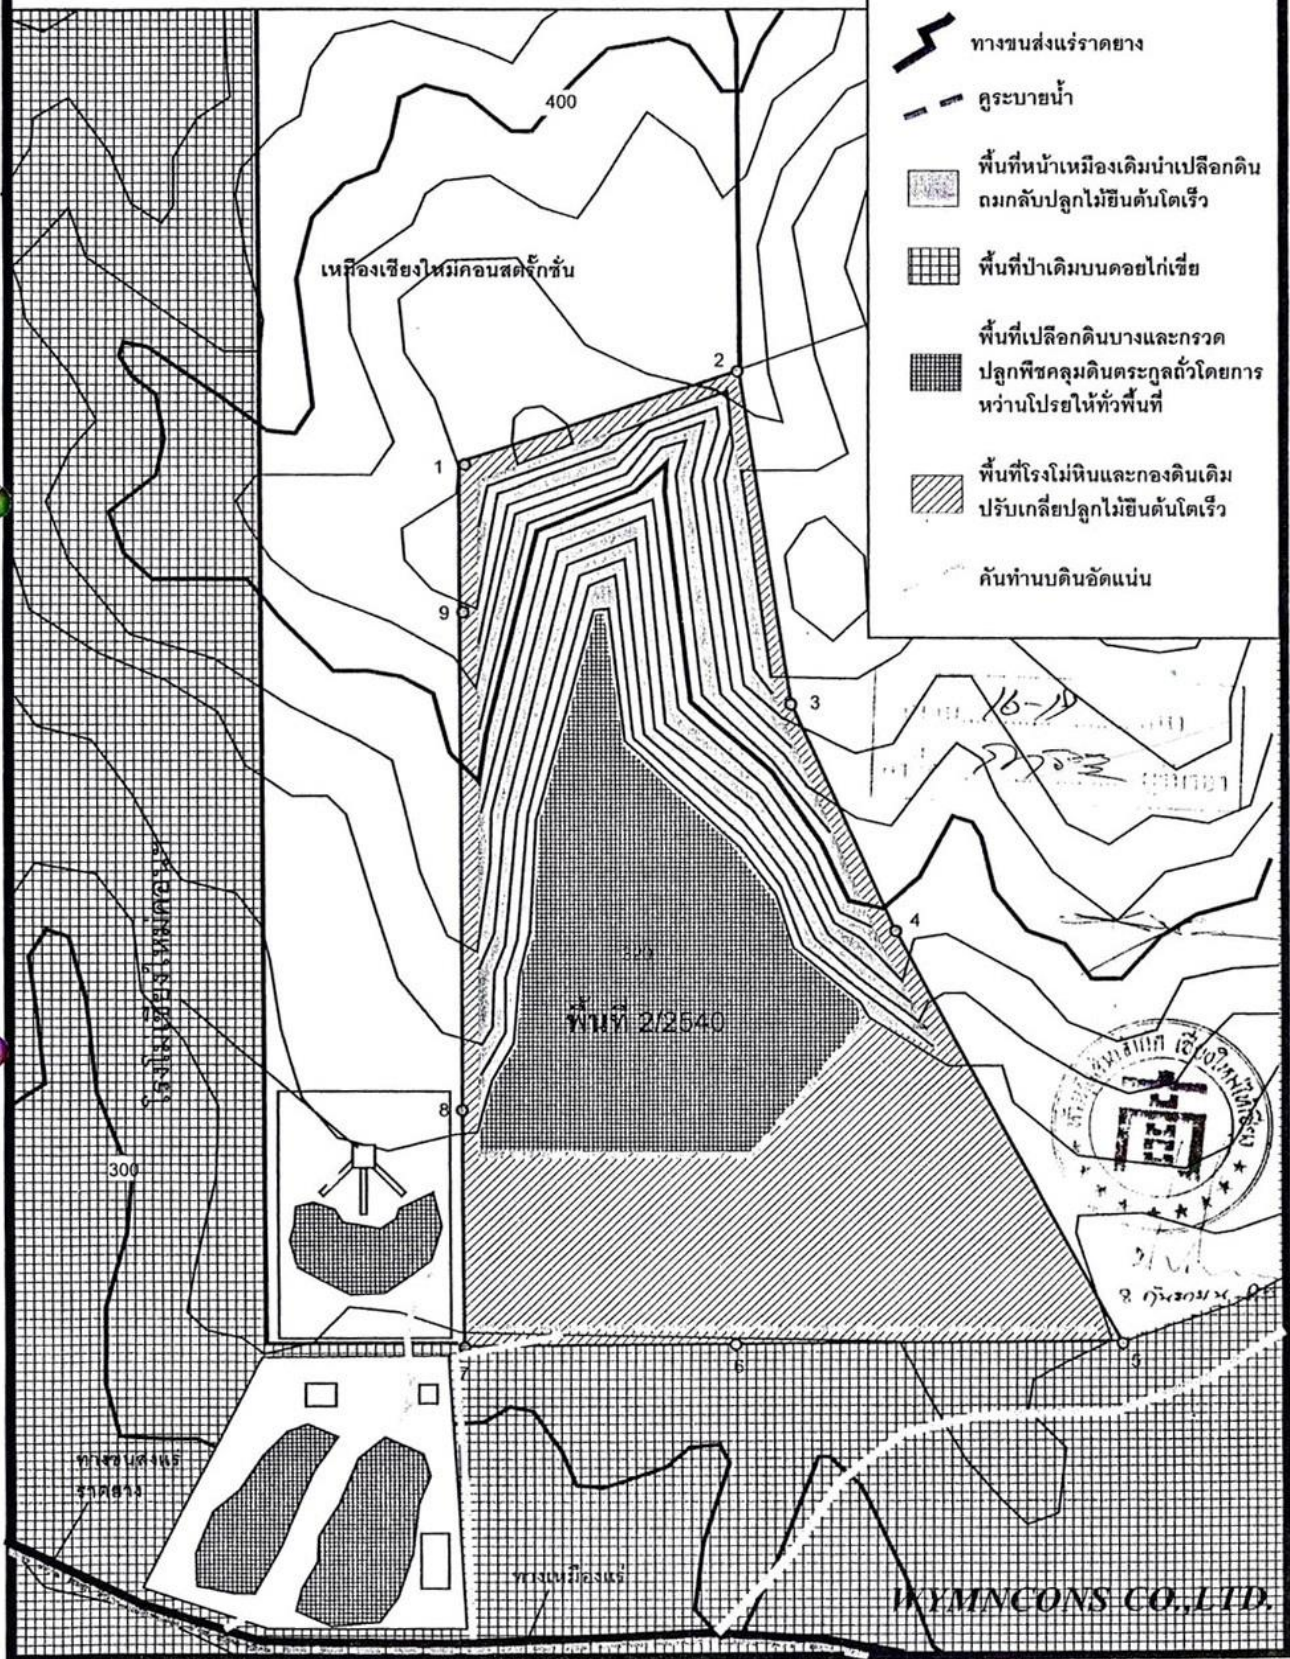 ทางขนส่งแร่ราดยาง
คูระบายน้ำ
พื้นที่หน้าเหมืองเดิมนำเปลือกดิน
ถมกลับปลูกไม้ยืนต้นโตเร็ว
พื้นที่ป่าเดิมบนดอยไก่เขี่ย
พื้นที่เปลือกดินบางและกรวด
ปลูกพืชคลุมดินตระกูลถั่วโดยการ
หว่านโปรยให้ทั่วพื้นที่
พื้นที่โรงโม่หินและกองดินเดิม
ปรับเกลี่ยปลูกไม้ยืนต้นโตเร็ว
คันทำนบดินอัดแน่น
400
เหมืองเชียงใหม่คอนสตรั๊กชั่น
2
1
9
3
4
320
พื้นที่ 2/2540
8
300
7
6
5
ทางขนส่งแร่
ราดยาง
ทางเหมืองแร่
WYMNCONS CO.,LTD.